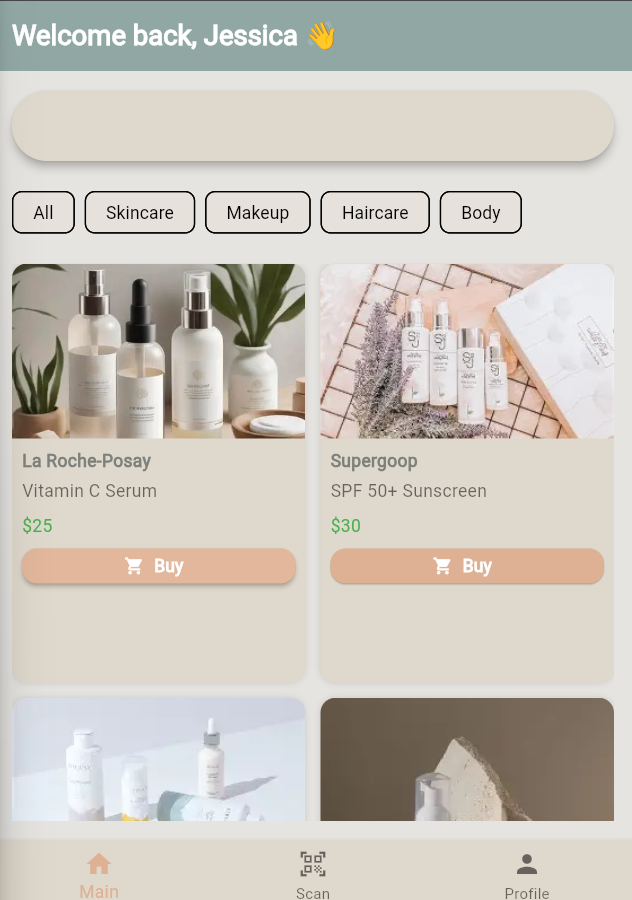 Welcome back, Jessica 👋
All
Skincare
Makeup
Haircare
Body
La Roche-Posay
Vitamin C Serum
$25
Buy
Supergoop
SPF 50+ Sunscreen
$30
Buy
Main
Scan
Profile